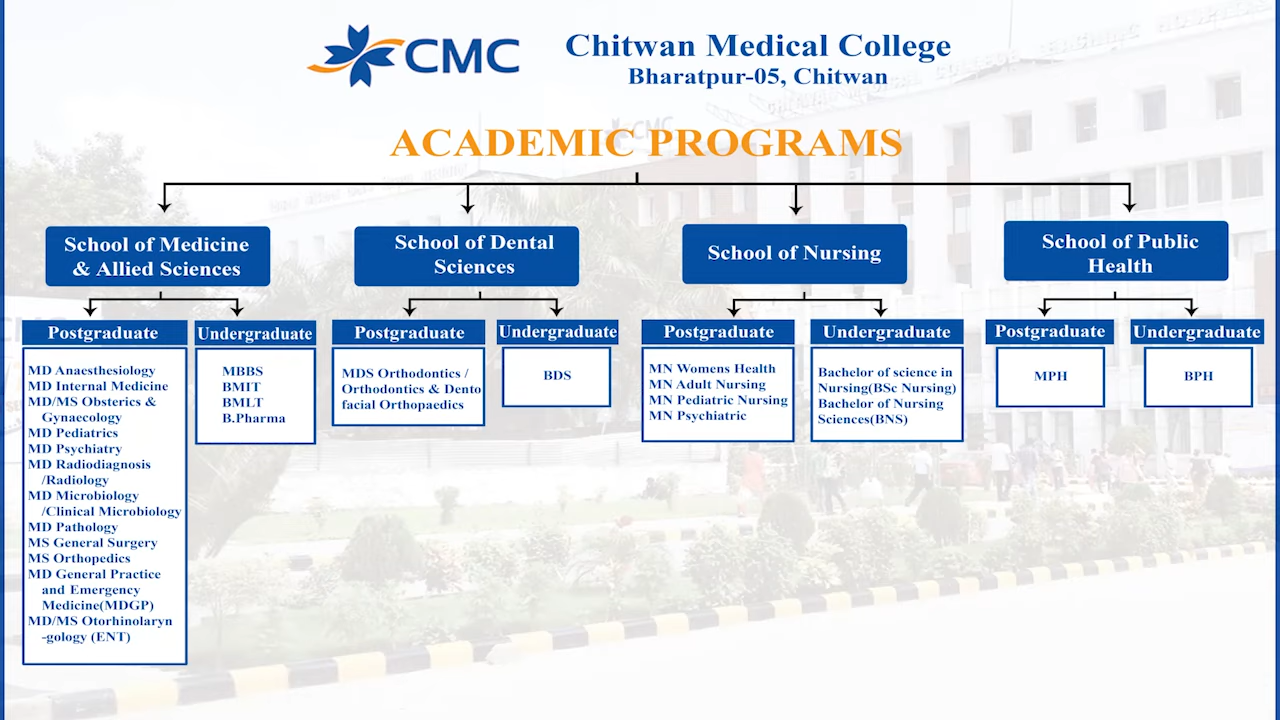 CMC
Chitwan Medical College
Bharatpur-05, Chitwan
ACADEMIC PROGRAMS
School of Medicine
& Allied Sciences
Postgraduate
MD Anaesthesiology
MD Internal Medicine
MD/MS Obsterics &
Gynaecology
MD Pediatrics
MD Psychiatry
MD Radiodiagnosis
/Radiology
MD Microbiology
/Clinical Microbiology
MD Pathology
MS General Surgery
MS Orthopedics
MD General Practice
and Emergency
Medicine(MDGP)
MD/MS Otorhinolaryn
-gology (ENT)
Undergraduate
MBBS
BMIT
BMLT
B.Pharma
School of Dental
Sciences
Postgraduate
MDS Orthodontics /
Orthodontics & Dento
facial Orthopaedics
Undergraduate
BDS
School of Nursing
Postgraduate
MN Womens Health
MN Adult Nursing
MN Pediatric Nursing
MN Psychiatric
Undergraduate
Bachelor of science in
Nursing(BSc Nursing)
Bachelor of Nursing
Sciences(BNS)
School of Public
Health
Postgraduate
MPH
Undergraduate
BPH
CMC